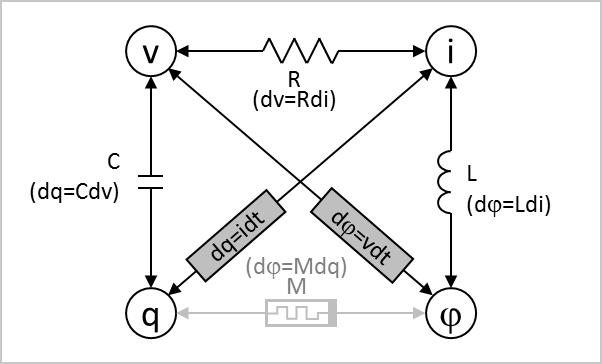 v
i
R
(dv=Rdi)
C
(dq=Cdv)
L
(dφ=Ldi)
dq=idt
dφ=vdt
(dφ=Mdq)
M
q
φ